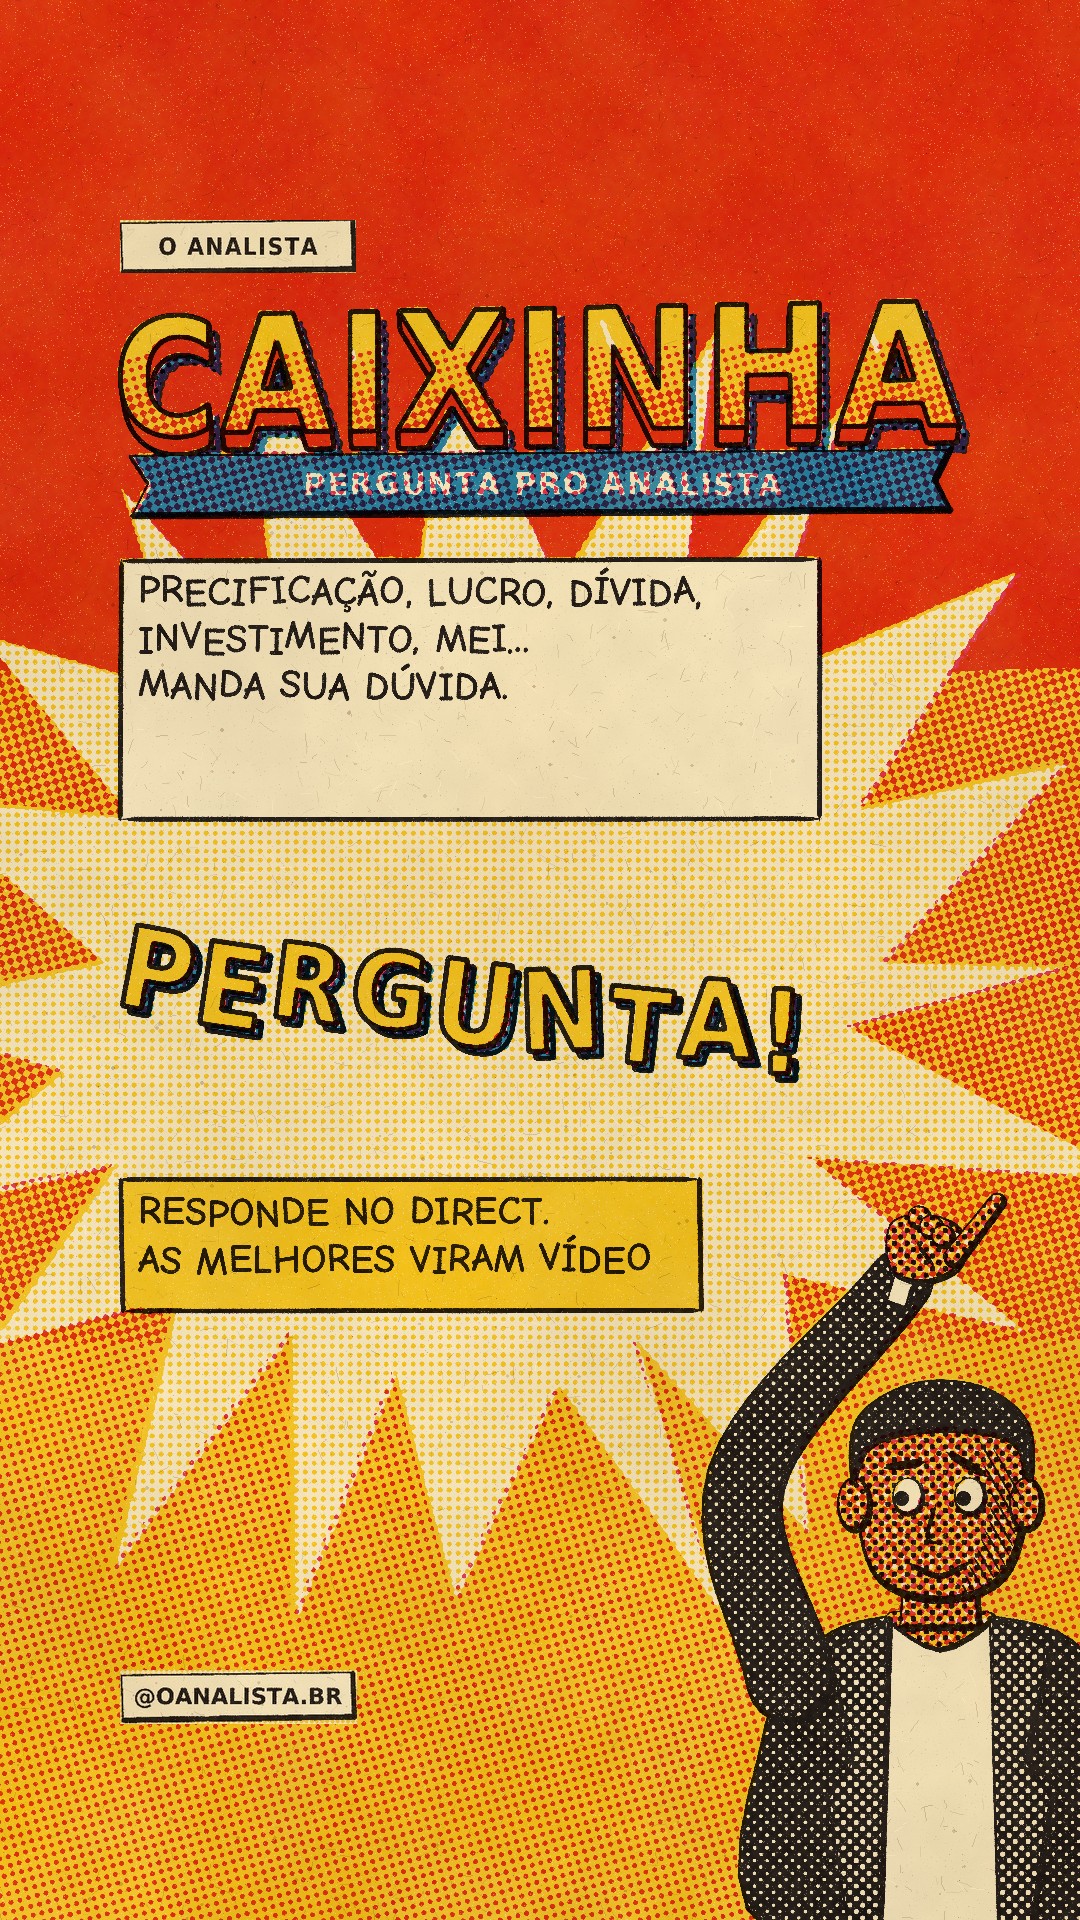 O ANALISTA
CAIXINHA
PERGUNTA PRO ANALISTA
PRECIFICAÇÃO, LUCRO, DÍVIDA,
INVESTIMENTO, MEI...
MANDA SUA DÚVIDA.
PERGUNTA!
RESPONDE NO DIRECT.
AS MELHORES VIRAM VÍDEO
@OANALISTA.BR